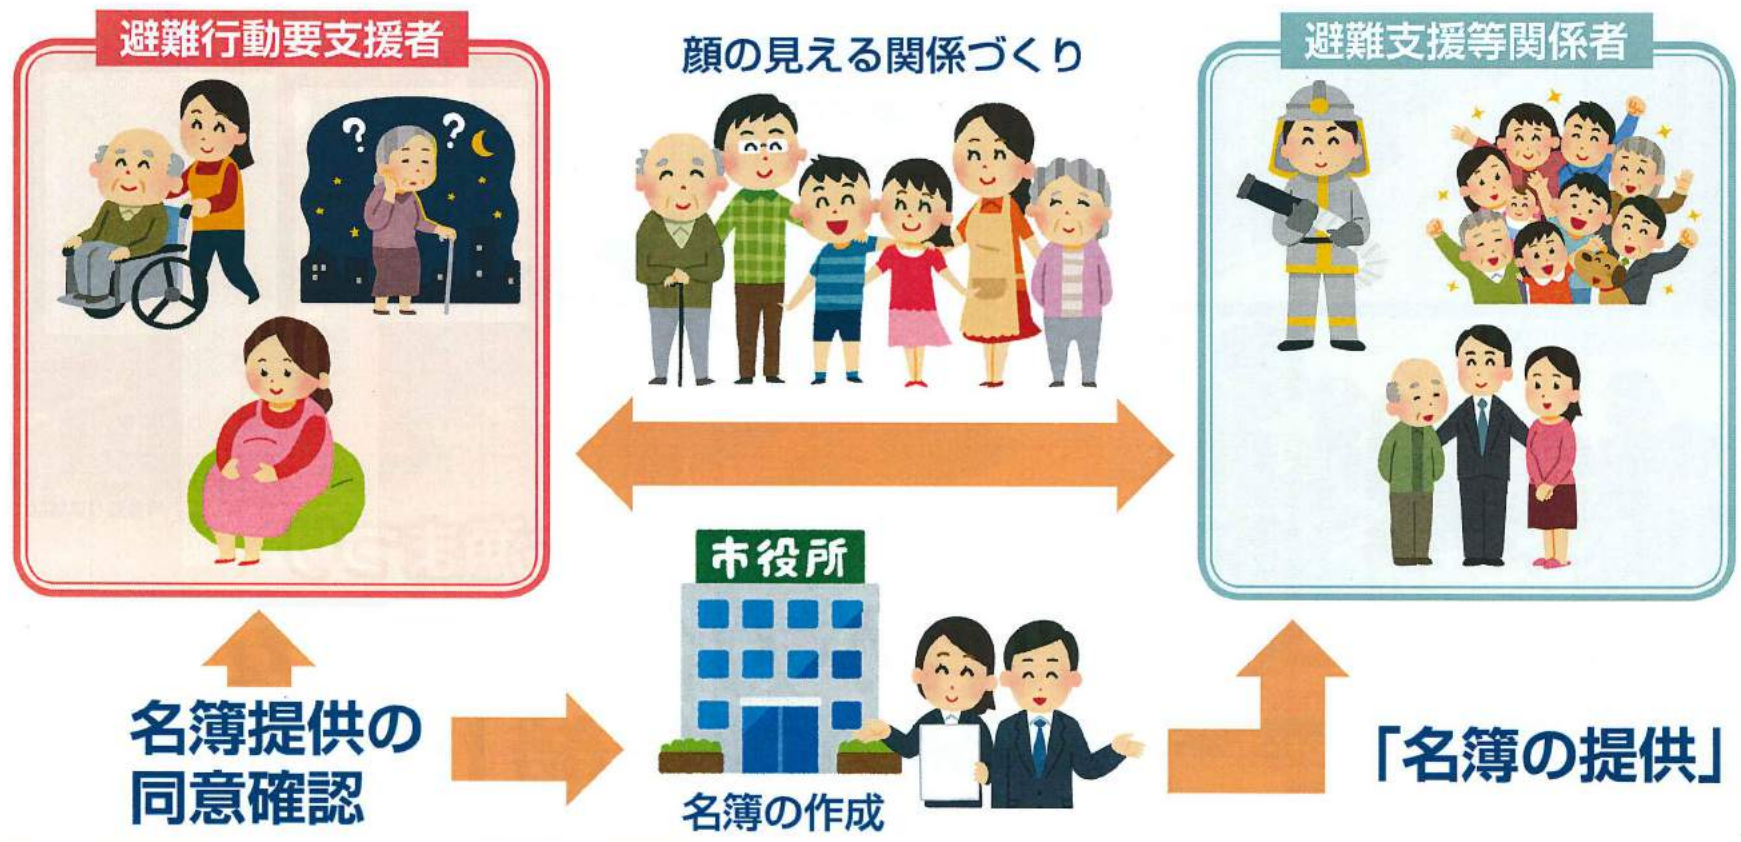 避難行動要支援者
顔の見える関係づくり
避難支援等関係者
?
?
市役所
名簿提供の
同意確認
名簿の作成
「名簿の提供」